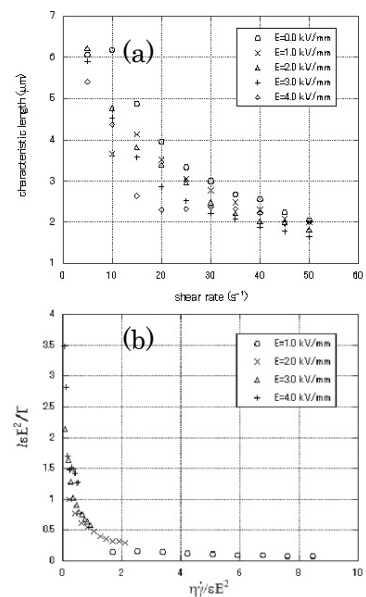 (a)
E=0.0 kV/mm
E=1.0 kV/mm
E=2.0 kV/mm
E=3.0 kV/mm
E=4.0 kV/mm
characteristic length (μm)
7
6
5
4
3
2
1
0
0 10 20 30 40 50 60
shear rate (s⁻¹)
(b)
E=1.0 kV/mm
E=2.0 kV/mm
E=3.0 kV/mm
E=4.0 kV/mm
lεE²/Γ
4
3.5
3
2.5
2
1.5
1
0.5
0
0 2 4 6 8 10
ηγ̇/εE²